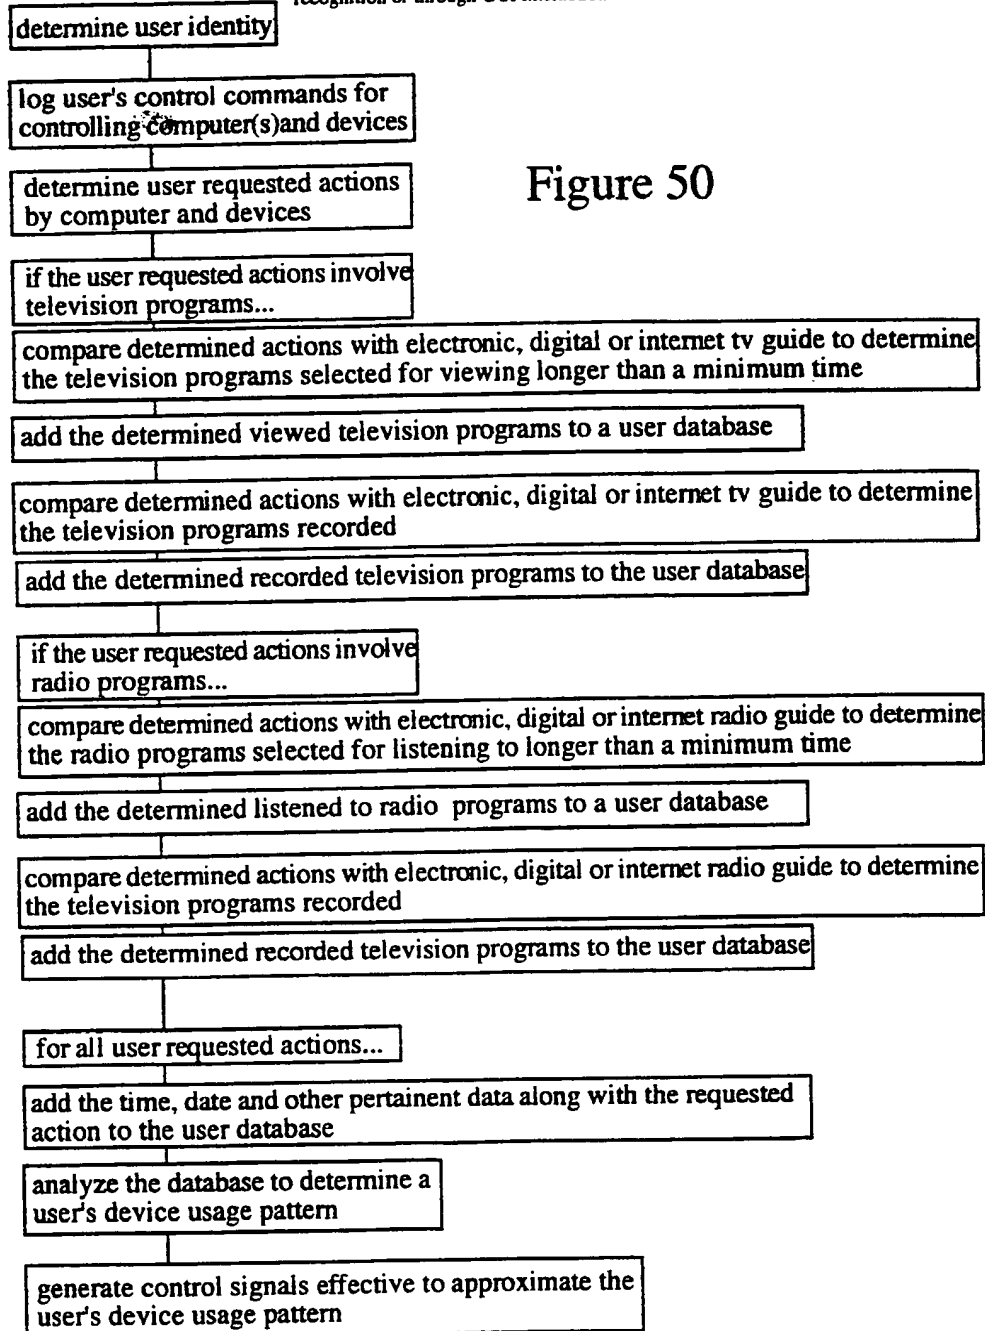 recognition or through
determine user identity
log user's control commands for
controlling computer(s)and devices
Figure 50
determine user requested actions
by computer and devices
if the user requested actions involve
television programs...
compare determined actions with electronic, digital or internet tv guide to determine
the television programs selected for viewing longer than a minimum time
add the determined viewed television programs to a user database
compare determined actions with electronic, digital or internet tv guide to determine
the television programs recorded
add the determined recorded television programs to the user database
if the user requested actions involve
radio programs...
compare determined actions with electronic, digital or internet radio guide to determine
the radio programs selected for listening to longer than a minimum time
add the determined listened to radio programs to a user database
compare determined actions with electronic, digital or internet radio guide to determine
the television programs recorded
add the determined recorded television programs to the user database
for all user requested actions...
add the time, date and other pertainent data along with the requested
action to the user database
analyze the database to determine a
user's device usage pattern
generate control signals effective to approximate the
user's device usage pattern